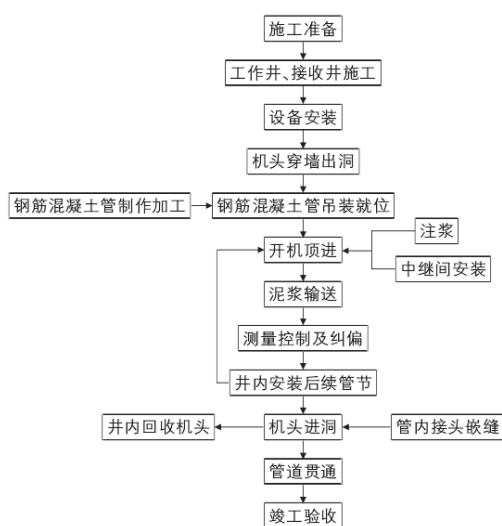 施工准备
工作井、接收井施工
设备安装
机头穿墙出洞
钢筋混凝土管制作加工
钢筋混凝土管吊装就位
注浆
开机顶进
中继间安装
泥浆输送
测量控制及纠偏
井内安装后续管节
井内回收机头
机头进洞
管内接头嵌缝
管道贯通
竣工验收